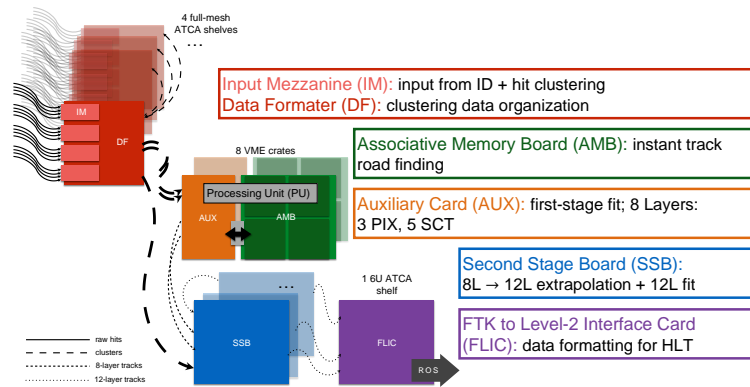 4 full-mesh
ATCA shelves
...
IM
DF
Input Mezzanine (IM): input from ID + hit clustering
Data Formater (DF): clustering data organization
8 VME crates
Associative Memory Board (AMB): instant track
road finding
Processing Unit (PU)
AUX
AMB
Auxiliary Card (AUX): first-stage fit; 8 Layers:
3 PIX, 5 SCT
Second Stage Board (SSB):
8L → 12L extrapolation + 12L fit
1 6U ATCA
shelf
...
SSB
FLIC
FTK to Level-2 Interface Card
(FLIC): data formatting for HLT
ROS
raw hits
clusters
8-layer tracks
12-layer tracks